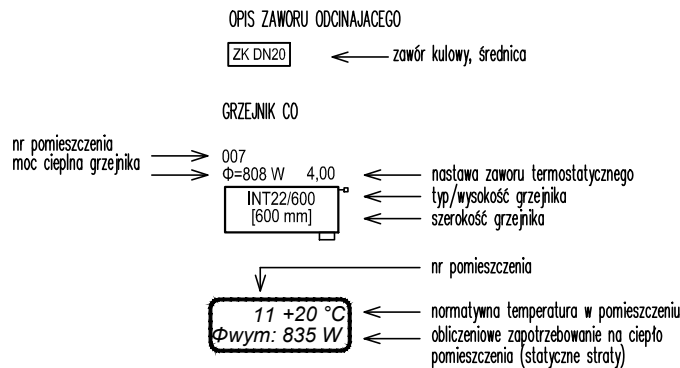 OPIS ZAWORU ODCINAJACEGO
ZK DN20
zawór kulowy, średnica
GRZEJNIK CO
nr pomieszczenia
moc cieplna grzejnika
007
Φ=808 W 4,00
nastawa zaworu termostatycznego
INT22/600
typ/wysokość grzejnika
[600 mm]
szerokość grzejnika
nr pomieszczenia
11 +20 °C
normatywna temperatura w pomieszczeniu
Φwym: 835 W
obliczeniowe zapotrzebowanie na ciepło
pomieszczenia (statyczne straty)